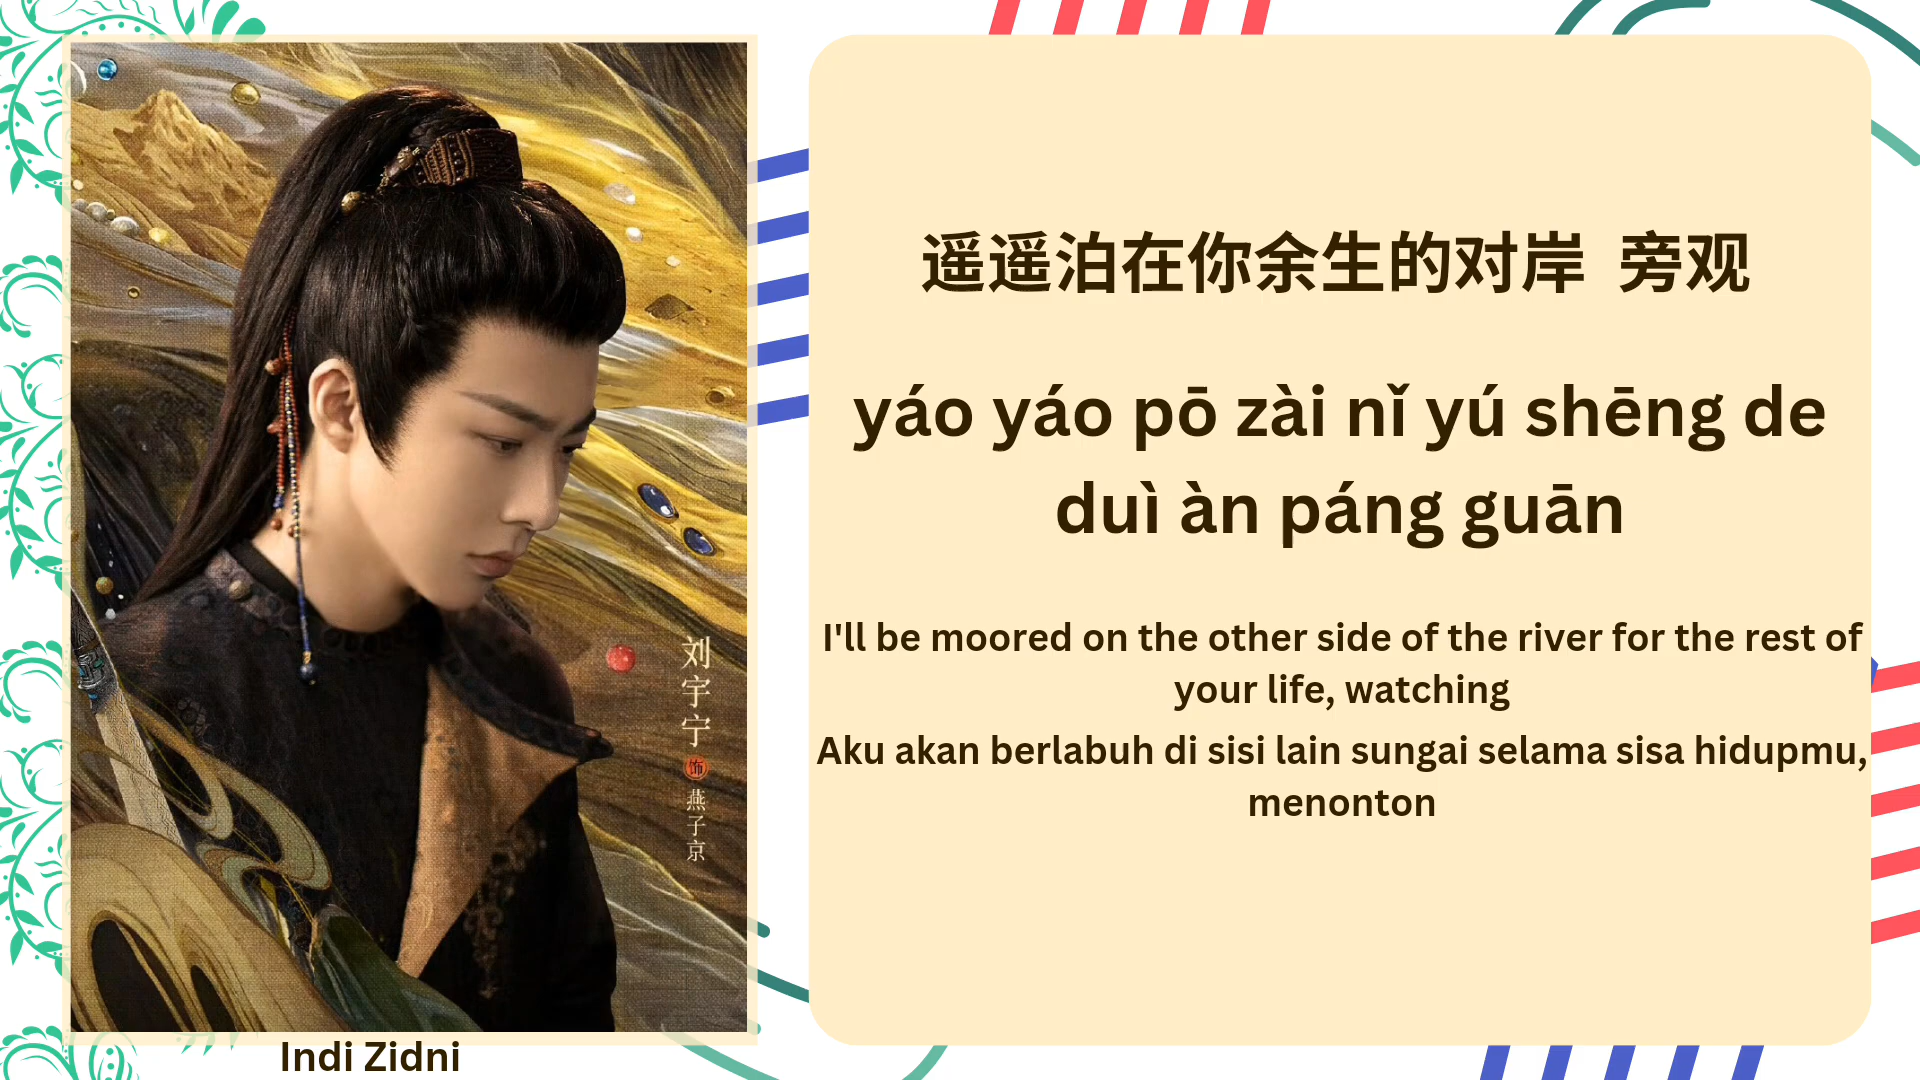 刘宇宁
饰
燕子京
Indi Zidni
遥遥泊在你余生的对岸 旁观
yáo yáo pō zài nǐ yú shēng de
duì àn páng guān
I'll be moored on the other side of the river for the rest of
your life, watching
Aku akan berlabuh di sisi lain sungai selama sisa hidupmu,
menonton